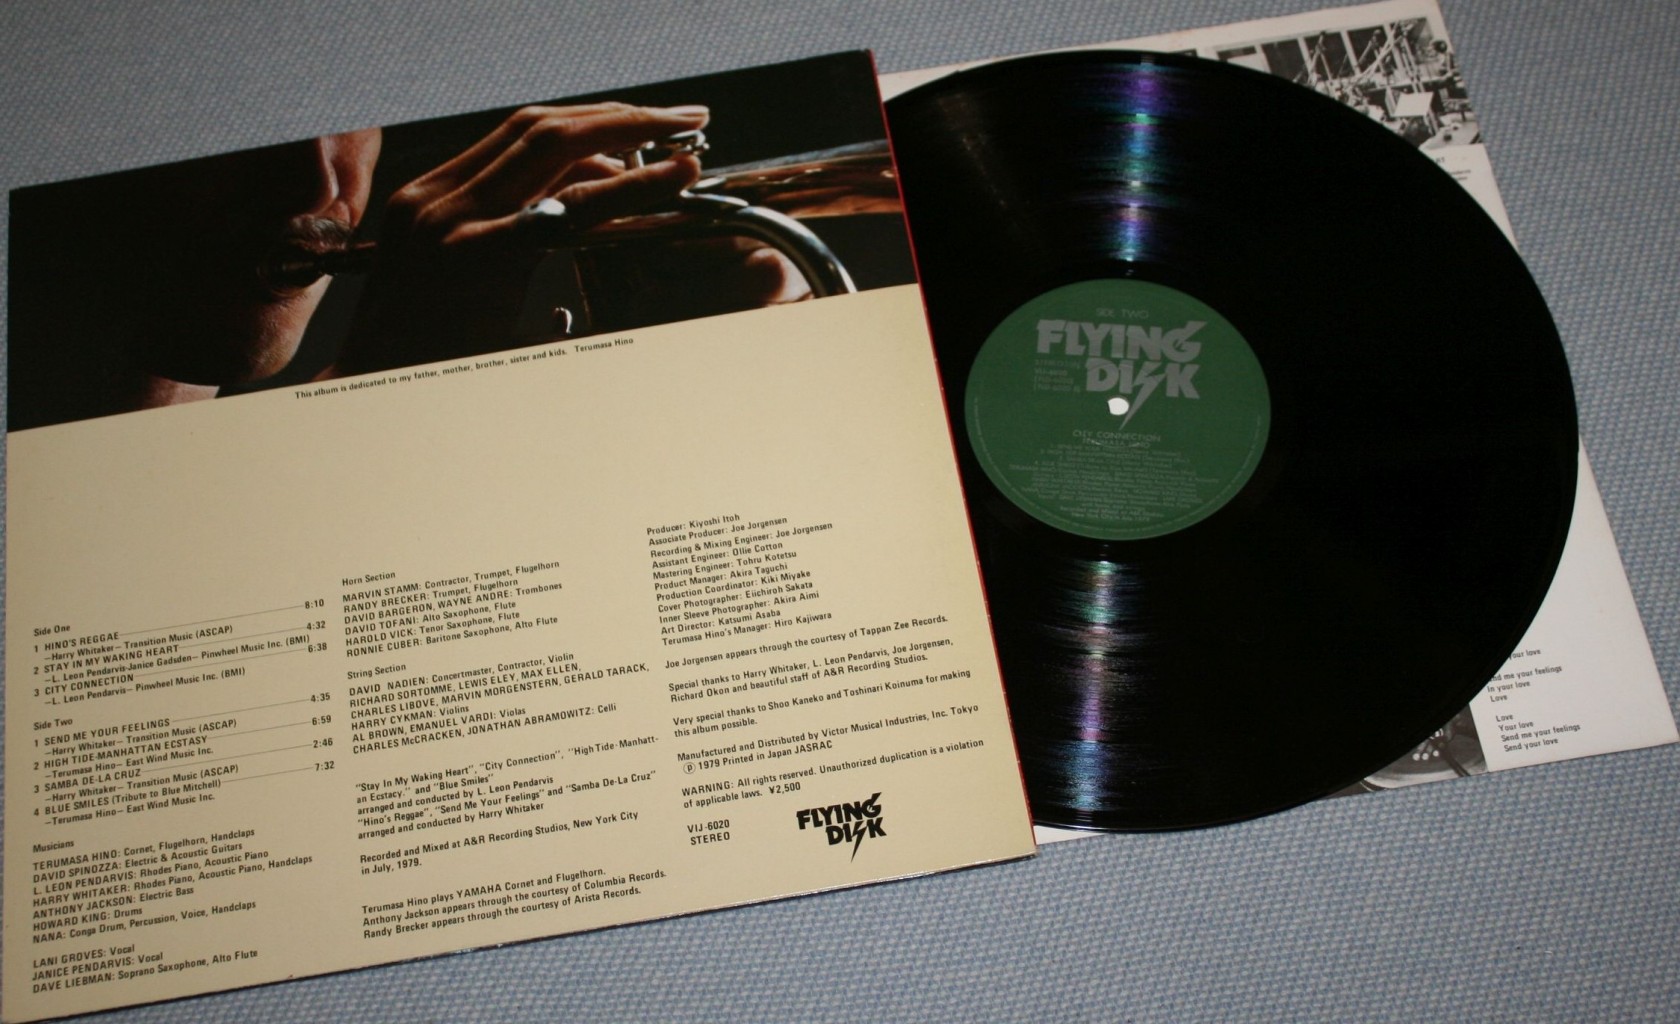 This album is dedicated to my father, mother, brother, sister and kids. Terumasa Hino
Side One
1 HINO'S REGGAE 8:10
–Harry Whitaker– Transition Music (ASCAP)
2 STAY IN MY WAKING HEART 4:32
–L. Leon Pendarvis-Janice Gadsden– Pinwheel Music Inc. (BMI)
3 CITY CONNECTION 6:38
–L. Leon Pendarvis– Pinwheel Music Inc. (BMI)
Side Two
1 SEND ME YOUR FEELINGS 4:35
–Harry Whitaker– Transition Music (ASCAP)
2 HIGH TIDE-MANHATTAN ECSTASY 6:59
–Terumasa Hino– East Wind Music Inc.
3 SAMBA DE-LA CRUZ 2:46
–Harry Whitaker– Transition Music (ASCAP)
4 BLUE SMILES (Tribute to Blue Mitchell) 7:32
–Terumasa Hino– East Wind Music Inc.
Musicians
TERUMASA HINO: Cornet, Flugelhorn, Handclaps
DAVID SPINOZZA: Electric & Acoustic Guitars
L. LEON PENDARVIS: Rhodes Piano, Acoustic Piano
HARRY WHITAKER: Rhodes Piano, Acoustic Piano, Handclaps
ANTHONY JACKSON: Electric Bass
HOWARD KING: Drums
NANA: Conga Drum, Percussion, Voice, Handclaps
LANI GROVES: Vocal
JANICE PENDARVIS: Vocal
DAVE LIEBMAN: Soprano Saxophone, Alto Flute
Horn Section
MARVIN STAMM: Contractor, Trumpet, Flugelhorn
RANDY BRECKER: Trumpet, Flugelhorn
DAVID BARGERON, WAYNE ANDRE: Trombones
DAVID TOFANI: Alto Saxophone, Flute
HAROLD VICK: Tenor Saxophone, Flute
RONNIE CUBER: Baritone Saxophone, Alto Flute
String Section
DAVID NADIEN: Concertmaster, Contractor, Violin
RICHARD SORTOMME, LEWIS ELEY, MAX ELLEN,
CHARLES LIBOVE, MARVIN MORGENSTERN, GERALD TARACK,
HARRY CYKMAN: Violins
AL BROWN, EMANUEL VARDI: Violas
CHARLES McCRACKEN, JONATHAN ABRAMOWITZ: Celli
"Stay In My Waking Heart", "City Connection", "High Tide-Manhatt-
an Ecstacy." and "Blue Smiles"
arranged and conducted by L. Leon Pendarvis
"Hino's Reggae", "Send Me Your Feelings" and "Samba De-La Cruz"
arranged and conducted by Harry Whitaker
Recorded and Mixed at A&R Recording Studios, New York City
in July, 1979.
Terumasa Hino plays YAMAHA Cornet and Flugelhorn.
Anthony Jackson appears through the courtesy of Columbia Records.
Randy Brecker appears through the courtesy of Arista Records.
Producer: Kiyoshi Itoh
Associate Producer: Joe Jorgensen
Recording & Mixing Engineer: Joe Jorgensen
Assistant Engineer: Ollie Cotton
Mastering Engineer: Tohru Kotetsu
Product Manager: Akira Taguchi
Production Coordinator: Kiki Miyake
Cover Photographer: Eiichiroh Sakata
Inner Sleeve Photographer: Akira Aimi
Art Director: Katsumi Asaba
Terumasa Hino's Manager: Hiro Kajiwara
Joe Jorgensen appears through the courtesy of Tappan Zee Records.
Special thanks to Harry Whitaker, L. Leon Pendarvis, Joe Jorgensen,
Richard Okon and beautiful staff of A&R Recording Studios.
Very special thanks to Shoo Kaneko and Toshinari Koinuma for making
this album possible.
Manufactured and Distributed by Victor Musical Industries, Inc. Tokyo
Ⓟ 1979 Printed in Japan JASRAC
WARNING: All rights reserved. Unauthorized duplication is a violation
of applicable laws. ¥2,500
VIJ-6020
STEREO
FLYING
DISK
SIDE TWO
FLYING
DISK
CITY CONNECTION
TERUMASA HINO
your love
me your feelings
In your love
Love
Love
Your love
Send me your feelings
Send your love